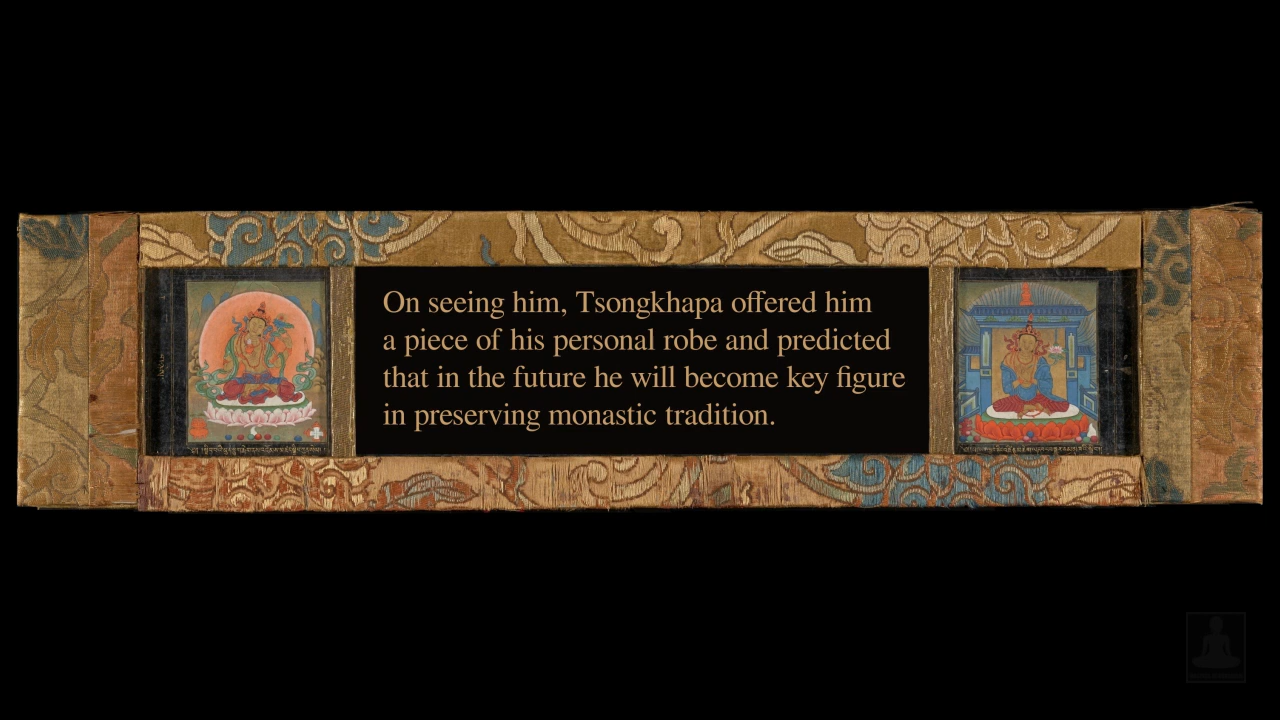 On seeing him, Tsongkhapa offered him
a piece of his personal robe and predicted
that in the future he will become key figure
in preserving monastic tradition.